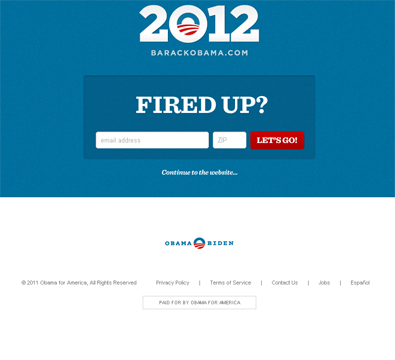 2012
BARACKOBAMA.COM
FIRED UP?
email address ZIP LET'S GO!
Continue to the website...
OBAMA BIDEN
© 2011 Obama for America, All Rights Reserved Privacy Policy | Terms of Service | Contact Us | Jobs | Español
PAID FOR BY OBAMA FOR AMERICA